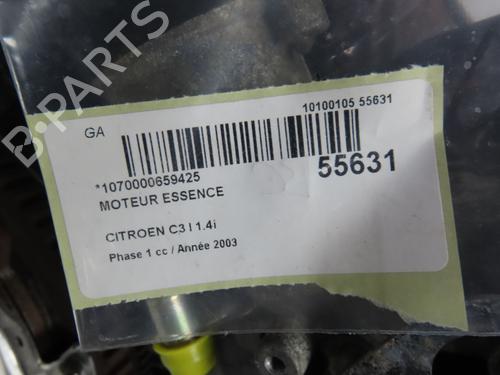 B-PARTS
GA
10100105 55631
*1070000659425
55631
MOTEUR ESSENCE
CITROEN C3 I 1.4i
Phase 1 cc / Année 2003